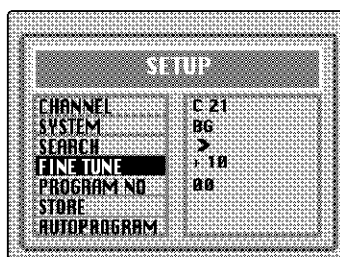 SETUP
CHANNEL C 21
SYSTEM BG
SEARCH >
FINE TUNE + 10
PROGRAM NO 00
STORE
AUTOPROGRAM